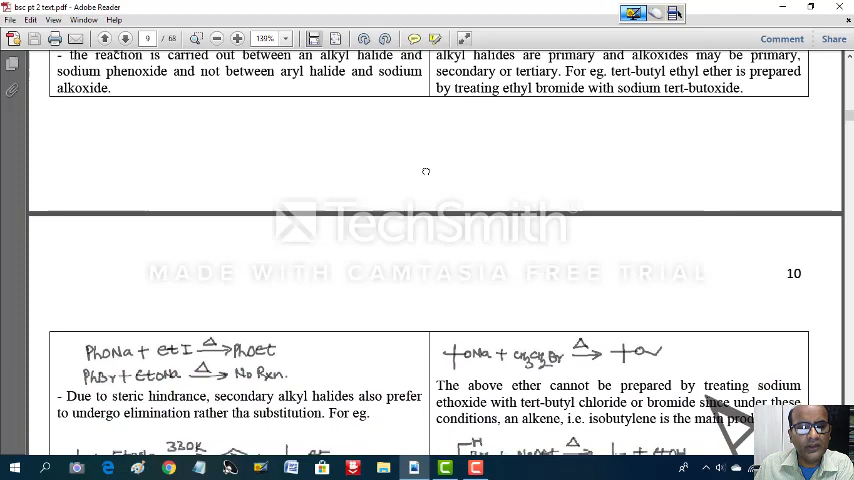 bsc pt 2 text.pdf - Adobe Reader
File Edit View Window Help
9 / 68 139% Comment Share
- the reaction is carried out between an alkyl halide and
sodium phenoxide and not between aryl halide and sodium
alkoxide.
alkyl halides are primary and alkoxides may be primary,
secondary or tertiary. For eg. tert-butyl ethyl ether is prepared
by treating ethyl bromide with sodium tert-butoxide.
TechSmith
MADE WITH CAMTASIA FREE TRIAL
10
PhONa + etI Δ→ PhOet
PhBr + etONa Δ→ No Rxn.
- Due to steric hindrance, secondary alkyl halides also prefer
to undergo elimination rather tha substitution. For eg.
330K
ONa + CH3CH2Br Δ→ O
The above ether cannot be prepared by treating sodium
ethoxide with tert-butyl chloride or bromide since under these
conditions, an alkene, i.e. isobutylene is the main
H
Δ
+ etOH